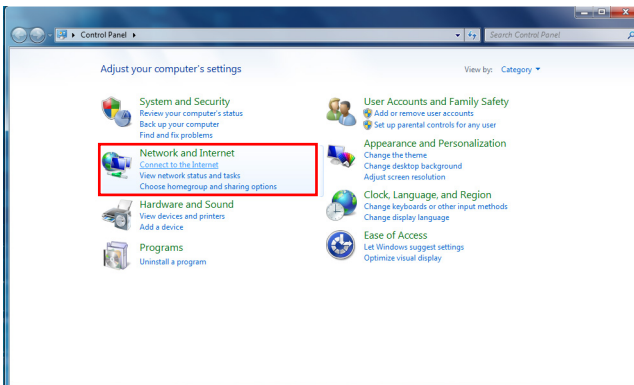 Control Panel
Search Control Panel
Adjust your computer's settings
View by: Category
System and Security
Review your computer's status
Back up your computer
Find and fix problems
Network and Internet
Connect to the Internet
View network status and tasks
Choose homegroup and sharing options
Hardware and Sound
View devices and printers
Add a device
Programs
Uninstall a program
User Accounts and Family Safety
Add or remove user accounts
Set up parental controls for any user
Appearance and Personalization
Change the theme
Change desktop background
Adjust screen resolution
Clock, Language, and Region
Change keyboards or other input methods
Change display language
Ease of Access
Let Windows suggest settings
Optimize visual display